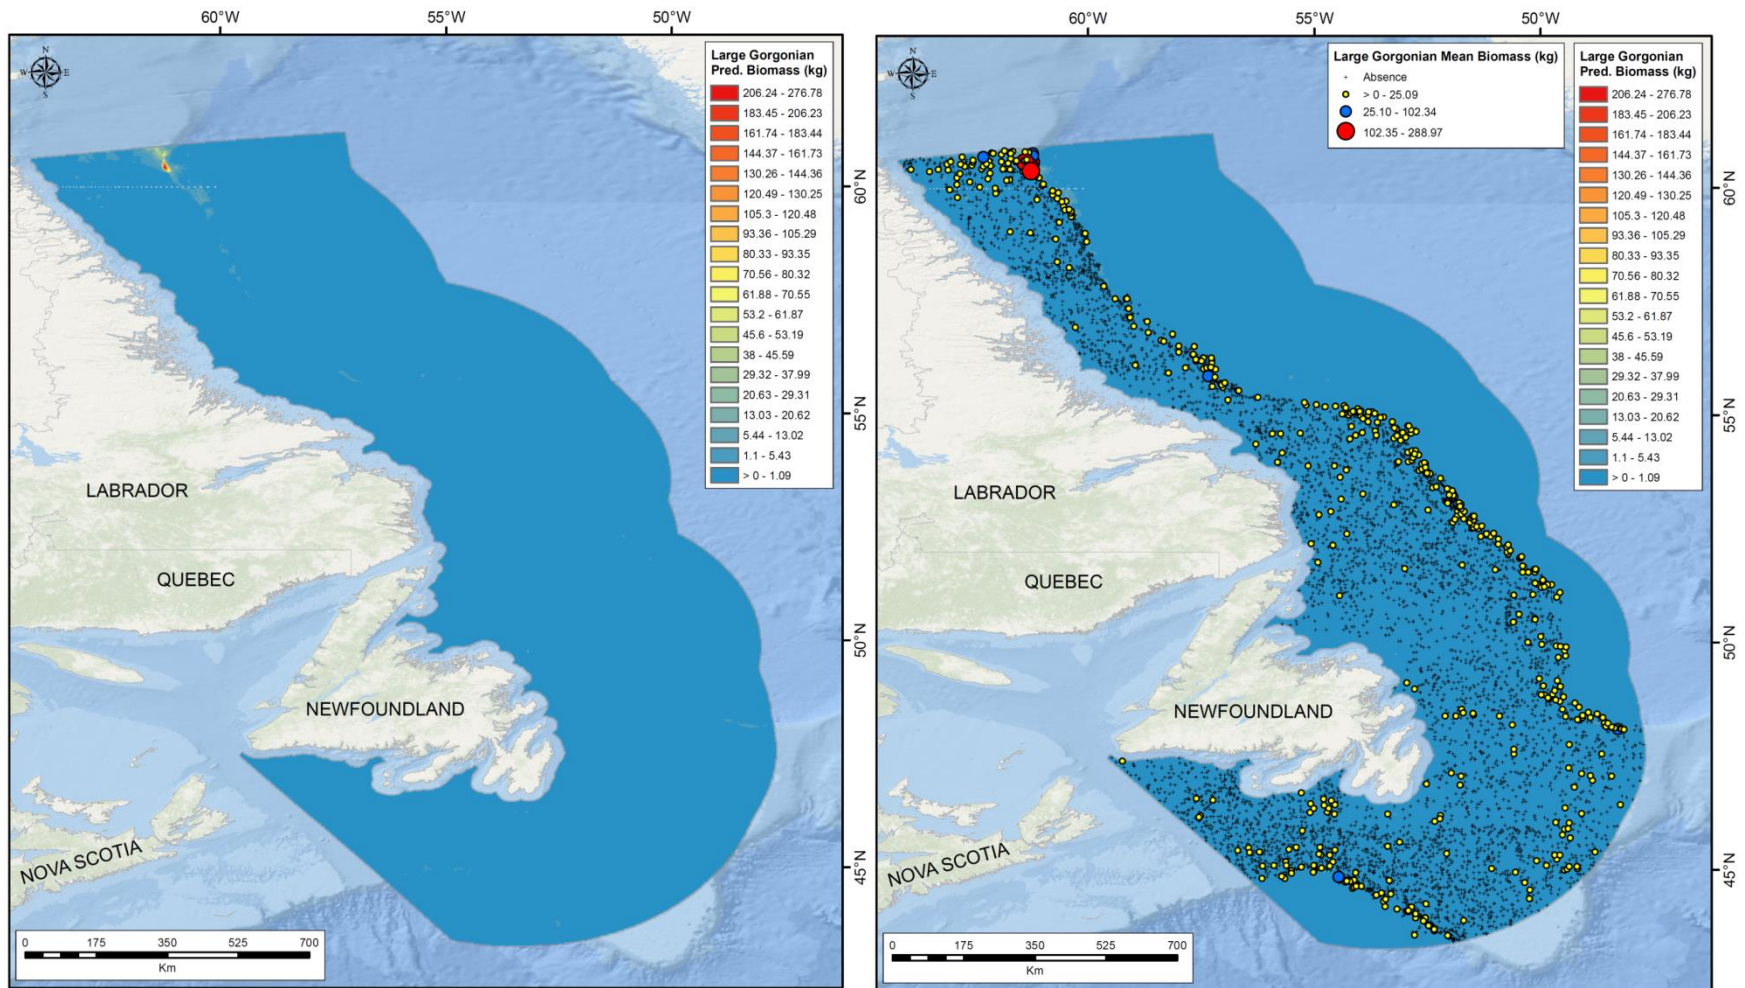 60°W 55°W 50°W
N
W E
S
Large Gorgonian
Pred. Biomass (kg)
206.24 - 276.78
183.45 - 206.23
161.74 - 183.44
144.37 - 161.73
130.26 - 144.36
120.49 - 130.25
105.3 - 120.48
93.36 - 105.29
80.33 - 93.35
70.56 - 80.32
61.88 - 70.55
53.2 - 61.87
45.6 - 53.19
38 - 45.59
29.32 - 37.99
20.63 - 29.31
13.03 - 20.62
5.44 - 13.02
1.1 - 5.43
> 0 - 1.09
60°N
55°N
50°N
45°N
LABRADOR
QUEBEC
NEWFOUNDLAND
NOVA SCOTIA
0 175 350 525 700
Km
60°W 55°W 50°W
N
W E
S
Large Gorgonian Mean Biomass (kg)
Absence
> 0 - 25.09
25.10 - 102.34
102.35 - 288.97
Large Gorgonian
Pred. Biomass (kg)
206.24 - 276.78
183.45 - 206.23
161.74 - 183.44
144.37 - 161.73
130.26 - 144.36
120.49 - 130.25
105.3 - 120.48
93.36 - 105.29
80.33 - 93.35
70.56 - 80.32
61.88 - 70.55
53.2 - 61.87
45.6 - 53.19
38 - 45.59
29.32 - 37.99
20.63 - 29.31
13.03 - 20.62
5.44 - 13.02
1.1 - 5.43
> 0 - 1.09
60°N
55°N
50°N
45°N
LABRADOR
QUEBEC
NEWFOUNDLAND
NOVA SCOTIA
0 175 350 525 700
Km